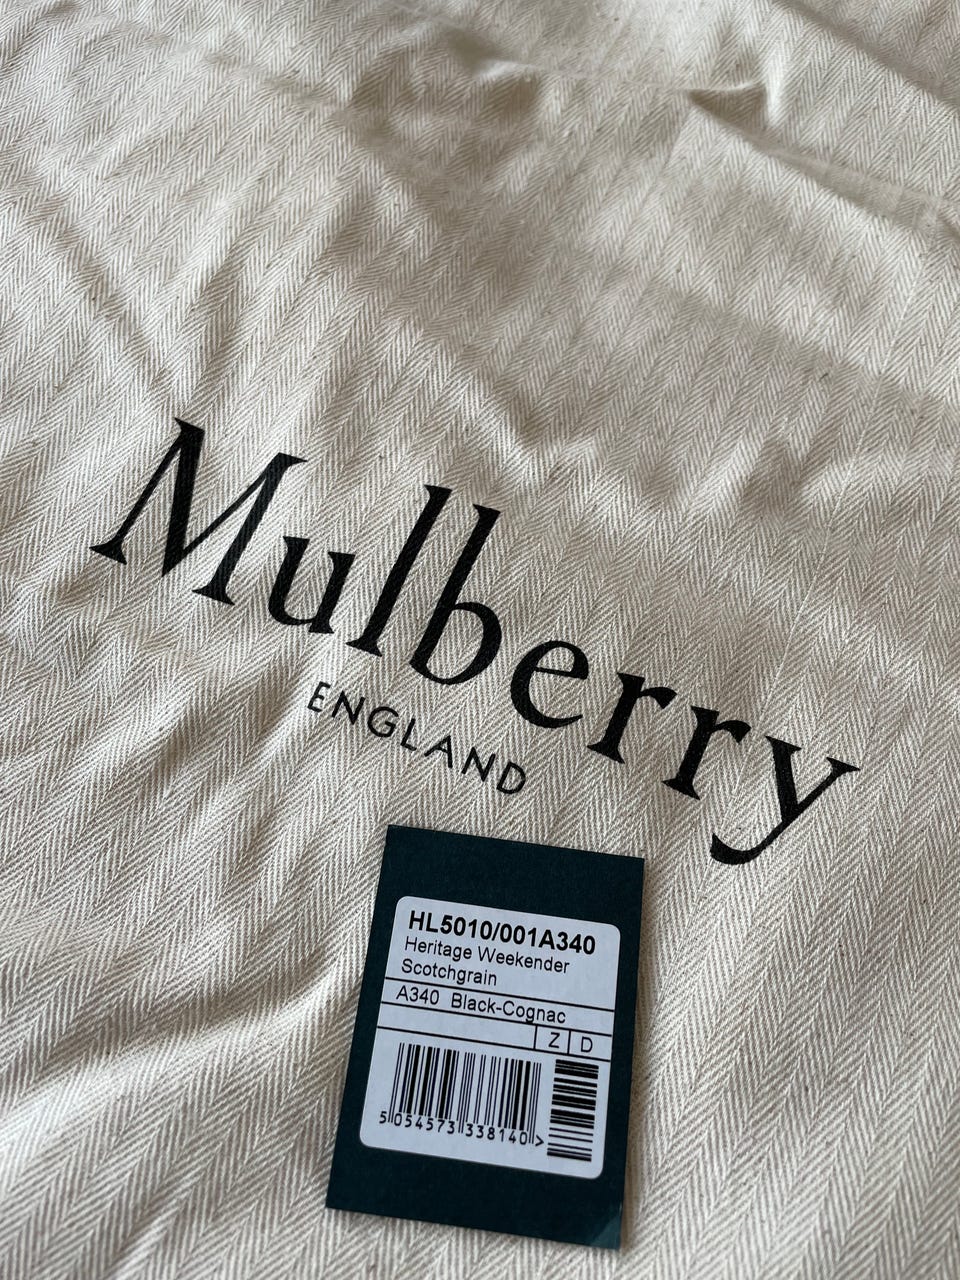 Mulberry
ENGLAND
HL5010/001A340
Heritage Weekender
Scotchgrain
A340 Black-Cognac
Z D
5 054573 338140 >